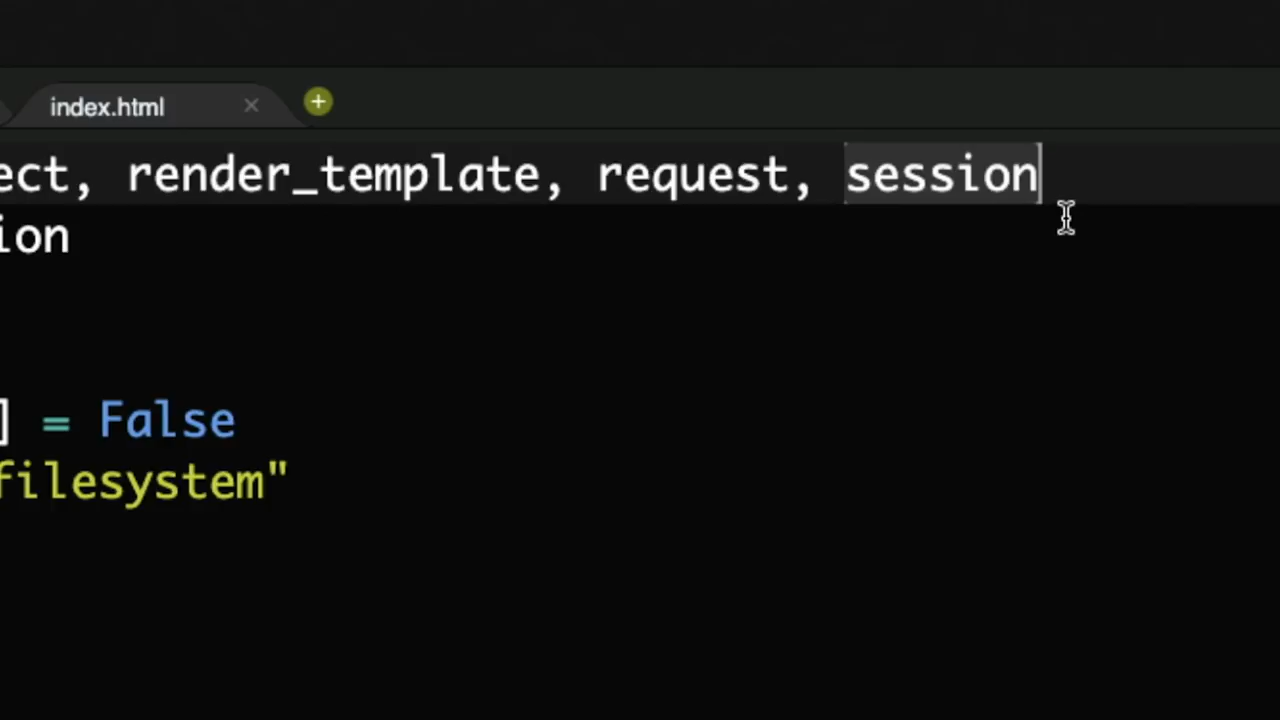 index.html
ect, render_template, request, session
ion
] = False
filesystem"